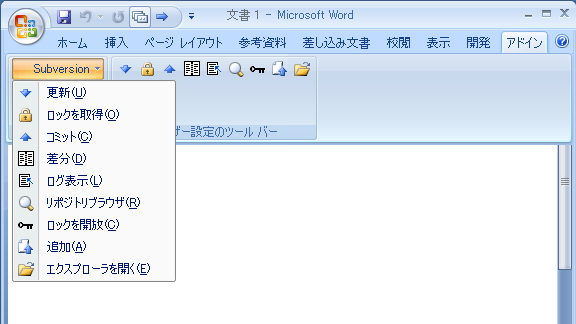 文書 1 - Microsoft Word
ホーム 挿入 ページ レイアウト 参考資料 差し込み文書 校閲 表示 開発 アドイン
Subversion
更新(U)
ロックを取得(O)
コミット(C)
差分(D)
ログ表示(L)
リポジトリブラウザ(R)
ロックを開放(C)
追加(A)
エクスプローラを開く(E)
ザー設定のツール バー